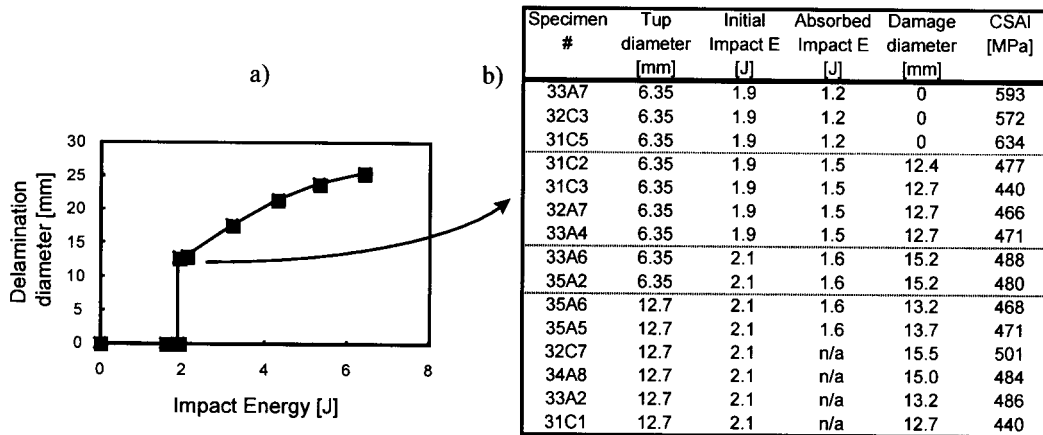 a)
Delamination
diameter [mm]
30
25
20
15
10
5
0
0 2 4 6 8
Impact Energy [J]
b)
Specimen Tup Initial Absorbed Damage CSAI
# diameter Impact E Impact E diameter [MPa]
[mm] [J] [J] [mm]
33A7 6.35 1.9 1.2 0 593
32C3 6.35 1.9 1.2 0 572
31C5 6.35 1.9 1.2 0 634
31C2 6.35 1.9 1.5 12.4 477
31C3 6.35 1.9 1.5 12.7 440
32A7 6.35 1.9 1.5 12.7 466
33A4 6.35 1.9 1.5 12.7 471
33A6 6.35 2.1 1.6 15.2 488
35A2 6.35 2.1 1.6 15.2 480
35A6 12.7 2.1 1.6 13.2 468
35A5 12.7 2.1 1.6 13.7 471
32C7 12.7 2.1 n/a 15.5 501
34A8 12.7 2.1 n/a 15.0 484
33A2 12.7 2.1 n/a 13.2 486
31C1 12.7 2.1 n/a 12.7 440